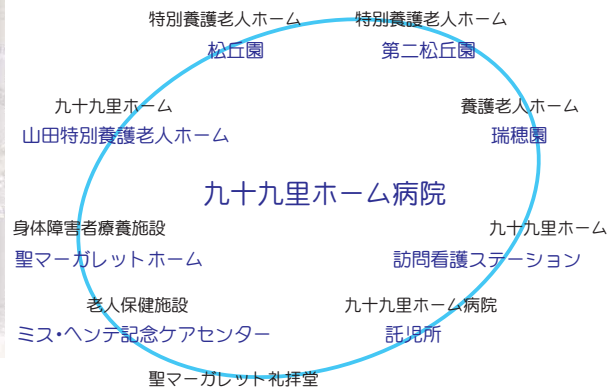 特別養護老人ホーム
松丘園
特別養護老人ホーム
第二松丘園
九十九里ホーム
山田特別養護老人ホーム
養護老人ホーム
瑞穂園
九十九里ホーム病院
身体障害者療養施設
聖マーガレットホーム
九十九里ホーム
訪問看護ステーション
老人保健施設
ミス・ヘンテ記念ケアセンター
九十九里ホーム病院
託児所
聖マーガレット礼拝堂